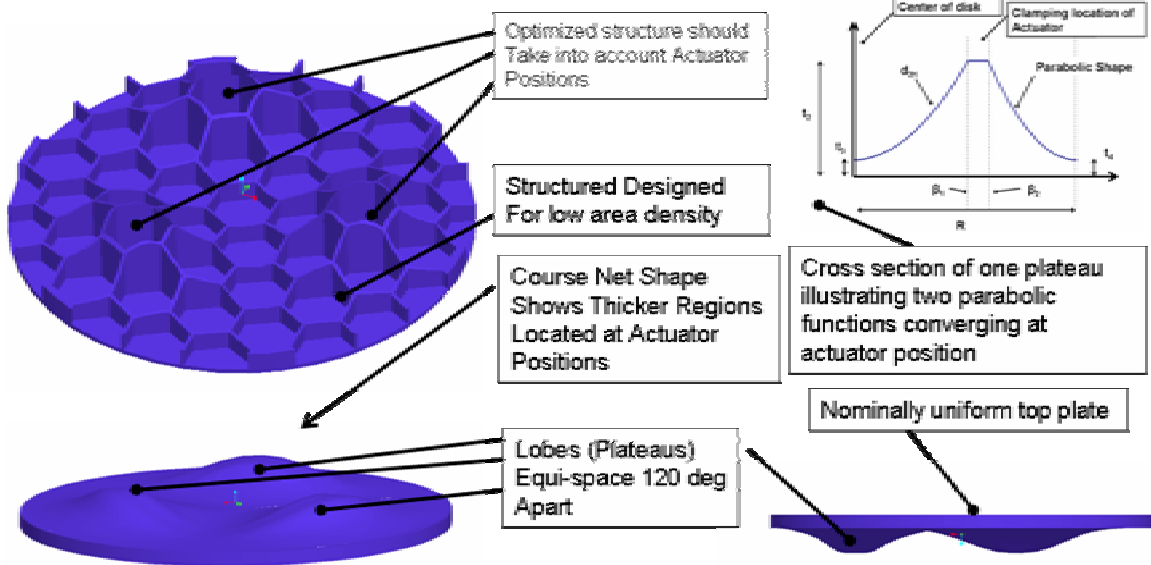 Optimized structure should
Take into account Actuator
Positions
Center of disk
Clamping location of
Actuator
Parabolic Shape
β₁
β₂
R
Structured Designed
For low area density
Course Net Shape
Shows Thicker Regions
Located at Actuator
Positions
Cross section of one plateau
illustrating two parabolic
functions converging at
actuator position
Nominally uniform top plate
Lobes (Plateaus)
Equi-space 120 deg
Apart